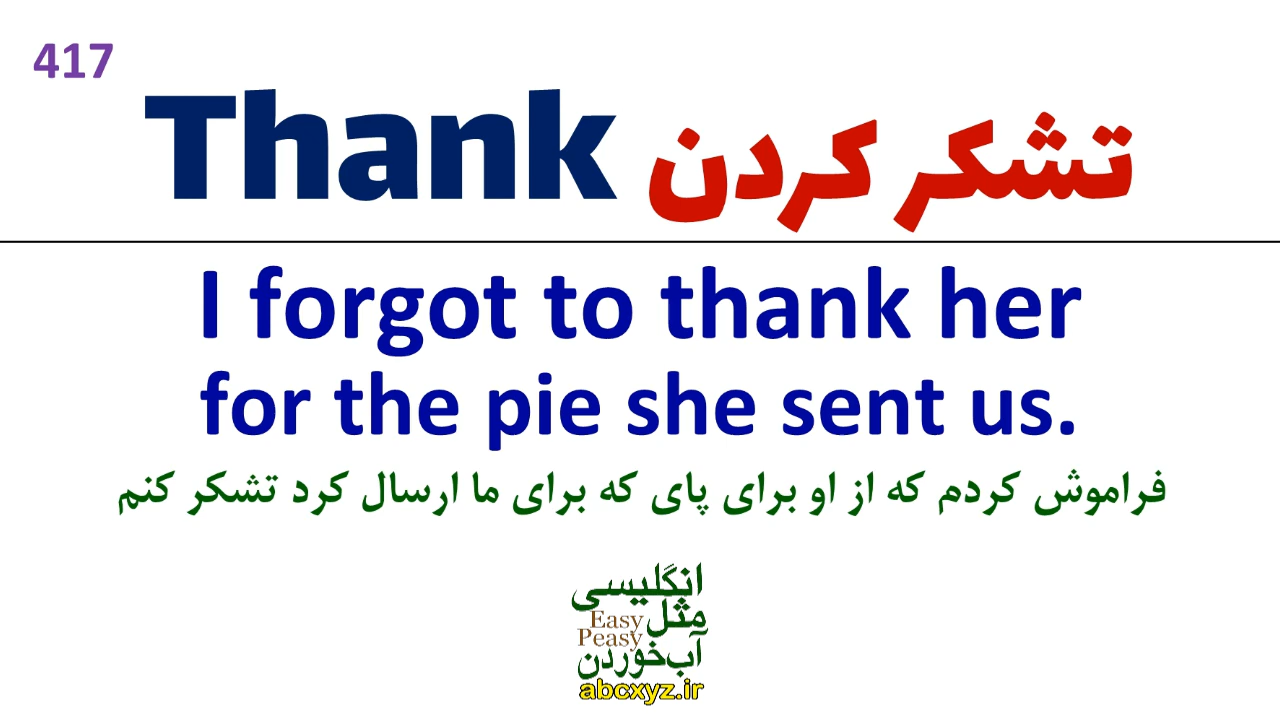 417
Thank تشکر کردن
I forgot to thank her
for the pie she sent us.
فراموش کردم که از او برای پای که برای ما ارسال کرد تشکر کنم
انگلیسی
مثل
Easy
Peasy
آب‌خوردن
abcxyz.ir